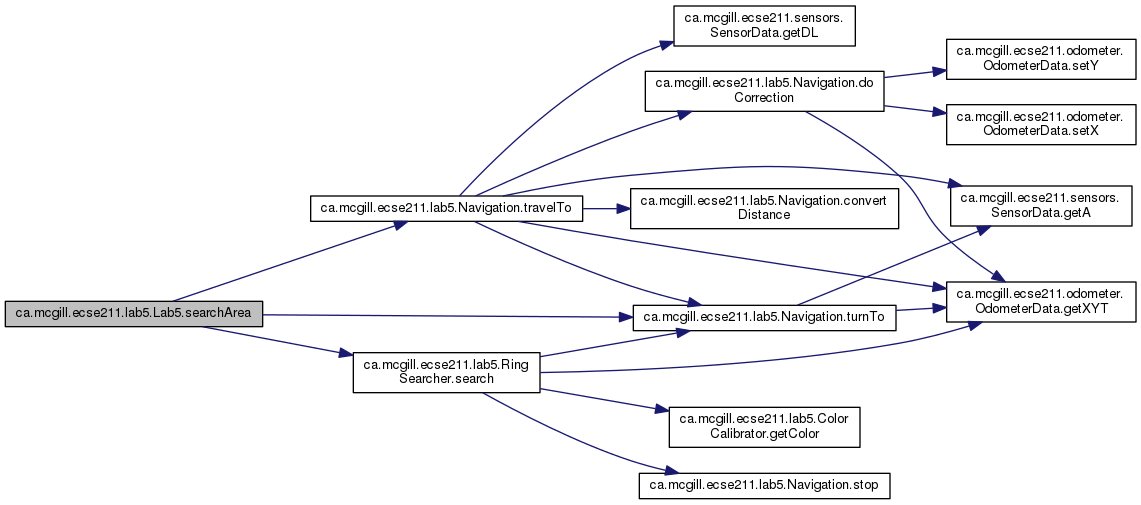 ca.mcgill.ecse211.sensors.
SensorData.getDL
ca.mcgill.ecse211.odometer.
OdometerData.setY
ca.mcgill.ecse211.lab5.Navigation.do
Correction
ca.mcgill.ecse211.odometer.
OdometerData.setX
ca.mcgill.ecse211.lab5.Navigation.travelTo
ca.mcgill.ecse211.lab5.Navigation.convert
Distance
ca.mcgill.ecse211.sensors.
SensorData.getA
ca.mcgill.ecse211.lab5.Lab5.searchArea
ca.mcgill.ecse211.lab5.Navigation.turnTo
ca.mcgill.ecse211.odometer.
OdometerData.getXYT
ca.mcgill.ecse211.lab5.Ring
Searcher.search
ca.mcgill.ecse211.lab5.Color
Calibrator.getColor
ca.mcgill.ecse211.lab5.Navigation.stop